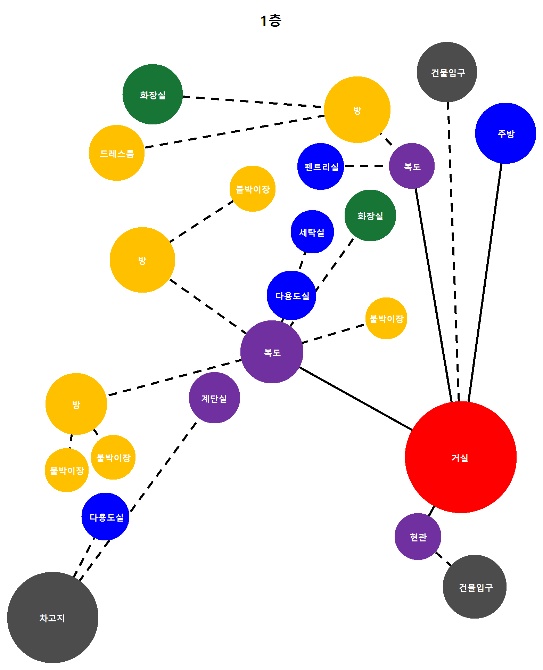 1층
건물입구
화장실
방
주방
드레스룸
팬트리실
복도
붙박이장
화장실
세탁실
방
다용도실
붙박이장
복도
계단실
방
거실
붙박이장
붙박이장
다용도실
현관
건물입구
차고지